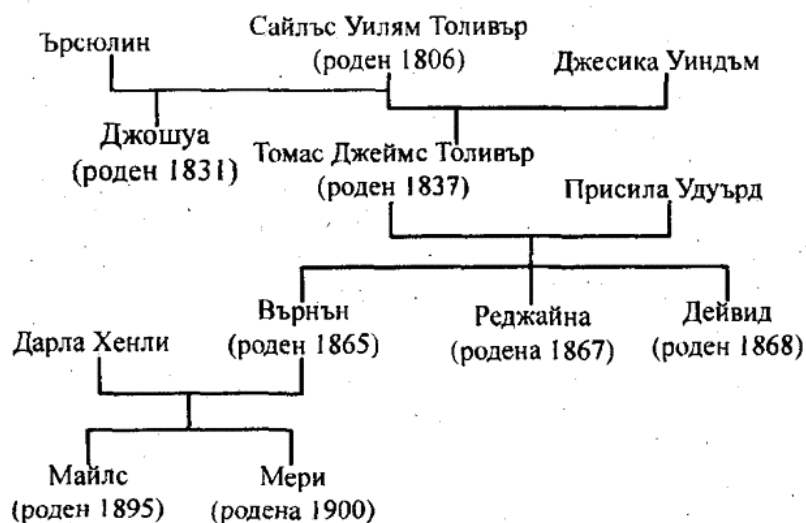 Ърсюлин
Сайлъс Уилям Толивър
(роден 1806)
Джесика Уиндъм
Джошуа
(роден 1831)
Томас Джеймс Толивър
(роден 1837)
Присила Удуърд
Дарла Хенли
Върнън
(роден 1865)
Реджайна
(родена 1867)
Дейвид
(роден 1868)
Майлс
(роден 1895)
Мери
(родена 1900)